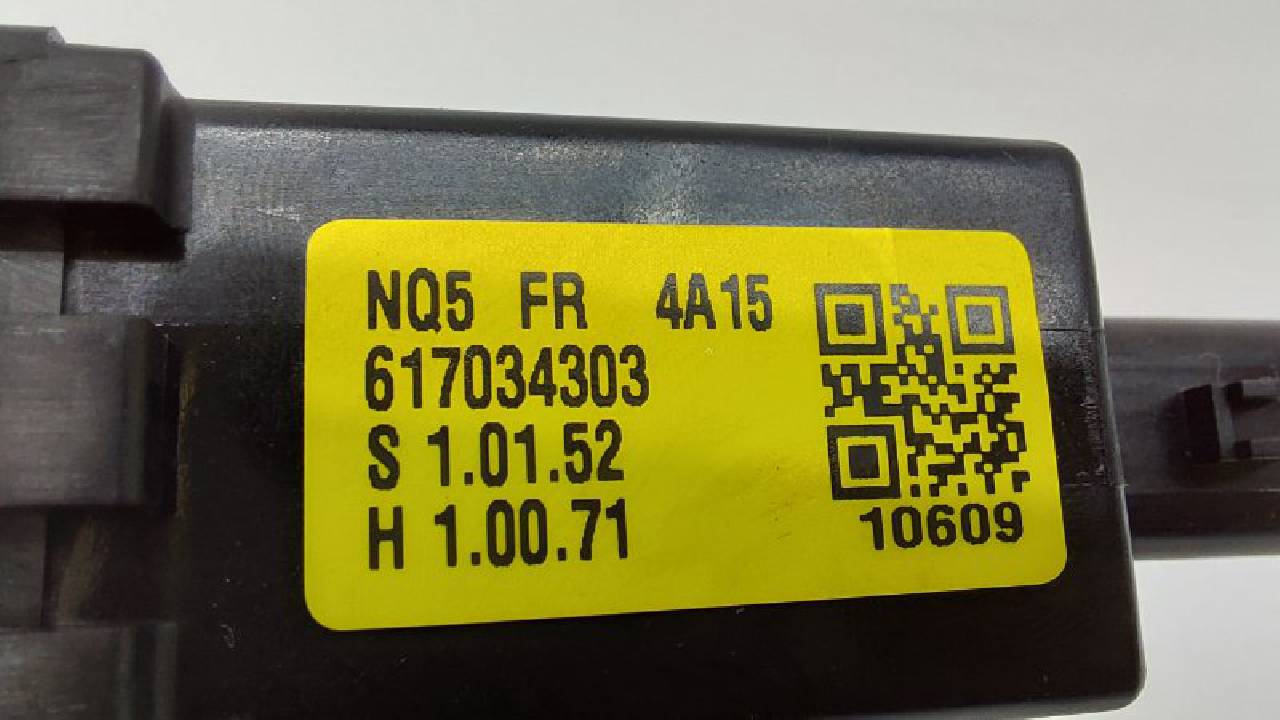 NQ5 FR 4A15
617034303
S 1.01.52
H 1.00.71
10609